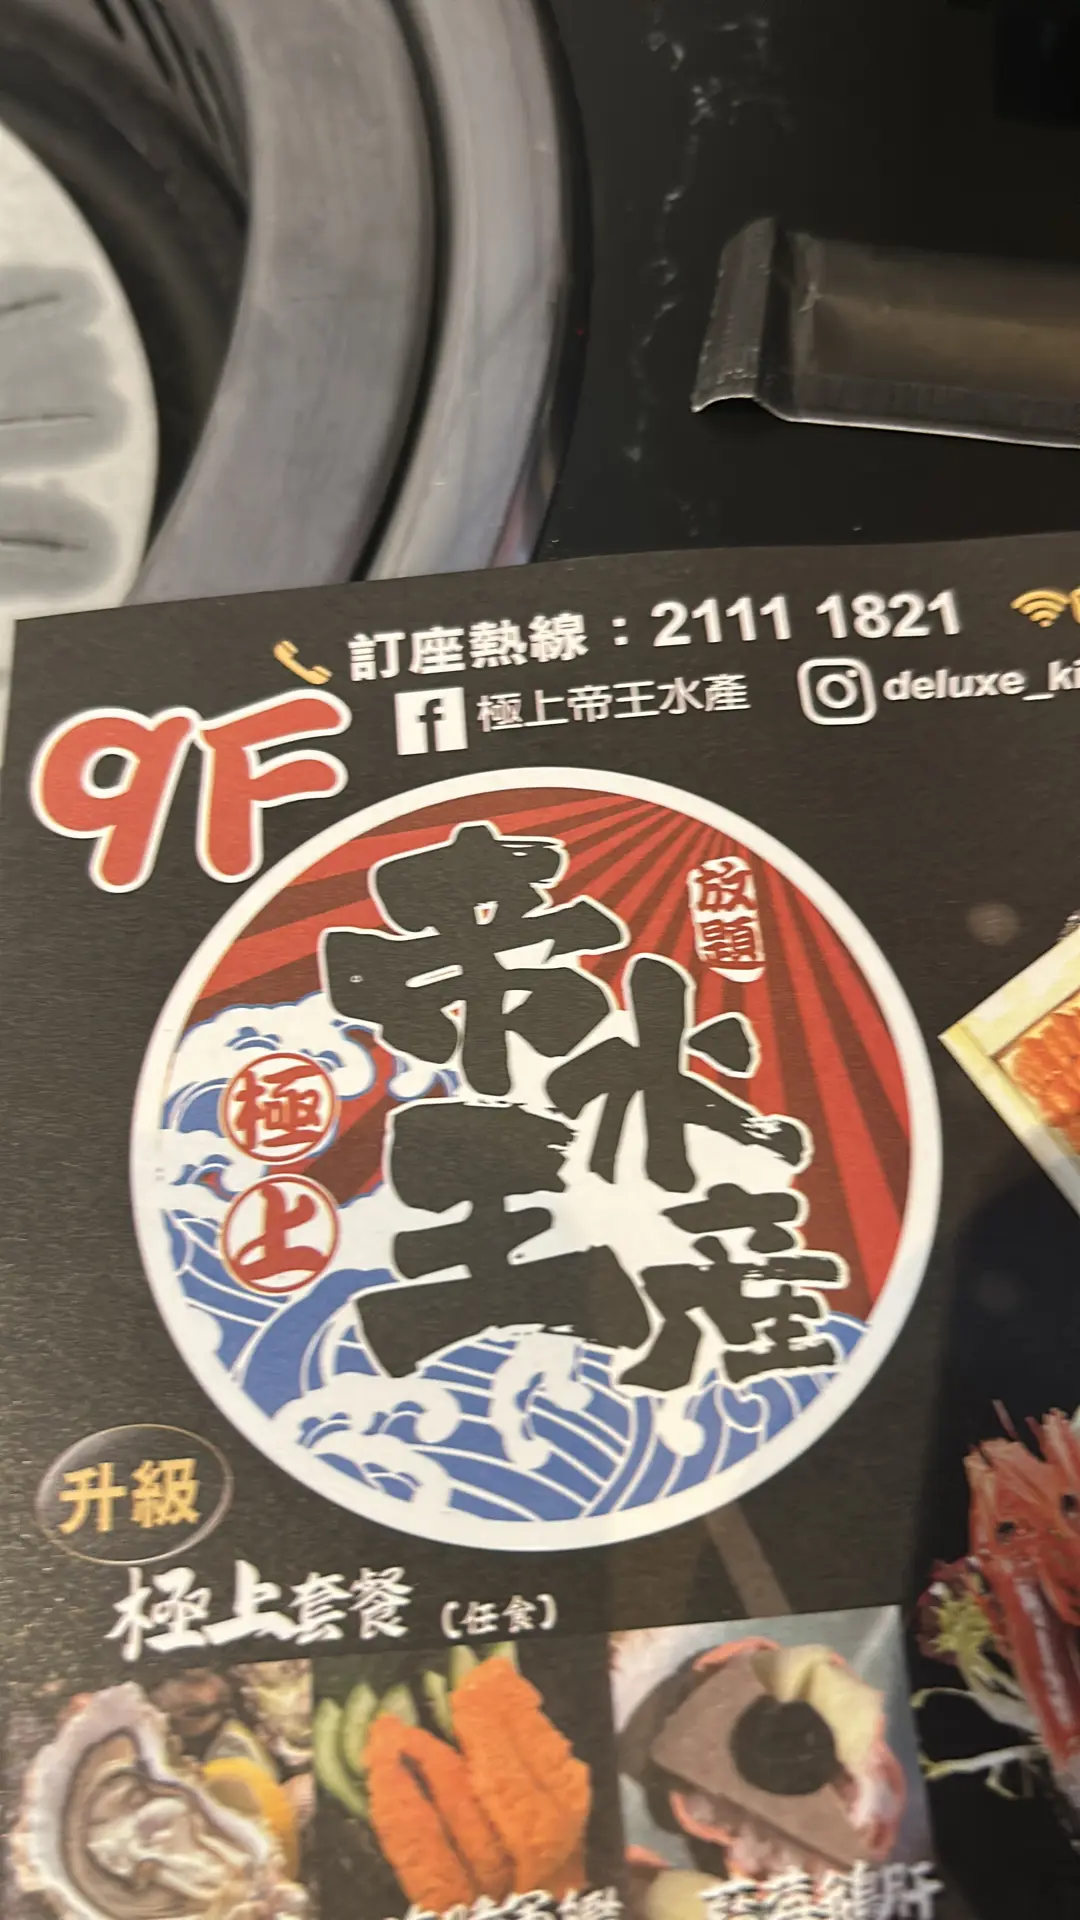 訂座熱線：2111 1821
極上帝王水產
deluxe_ki
9F
放題
極上
帝王
水産
升級
極上套餐（任食）